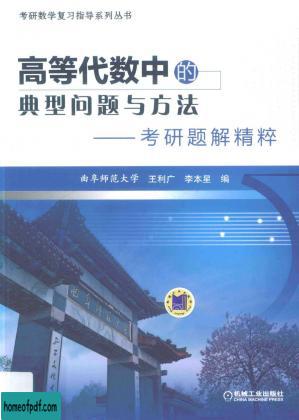 考研数学复习指导系列丛书
高等代数中的
典型问题与方法
——考研题解精粹
曲阜师范大学 王利广 李本星 编
机械工业出版社
CHINA MACHINE PRESS
homeofpdf.com